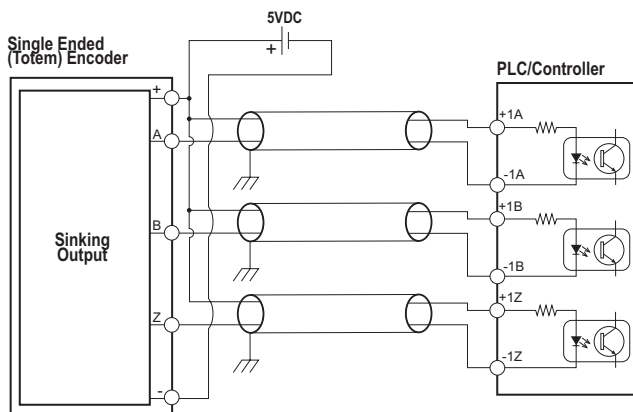 5VDC
+
Single Ended
(Totem) Encoder
PLC/Controller
+
A
B
Z
-
Sinking
Output
+1A
-1A
+1B
-1B
+1Z
-1Z